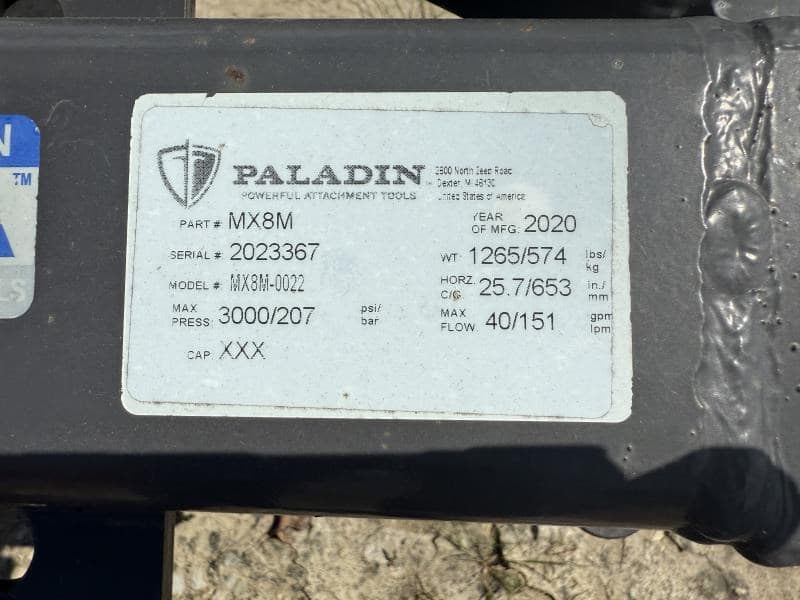 PALADIN
POWERFUL ATTACHMENT TOOLS
2800 North Zeeb Road
Dexter, MI 48130
United States of America
PART # MX8M
YEAR OF MFG: 2020
SERIAL # 2023367
WT: 1265/574 lbs/kg
MODEL #: MX8M-0022
HORZ. C/G: 25.7/653 in./mm
MAX PRESS: 3000/207 psi/bar
MAX FLOW: 40/151 gpm/lpm
CAP: XXX
N
TM
A
LS